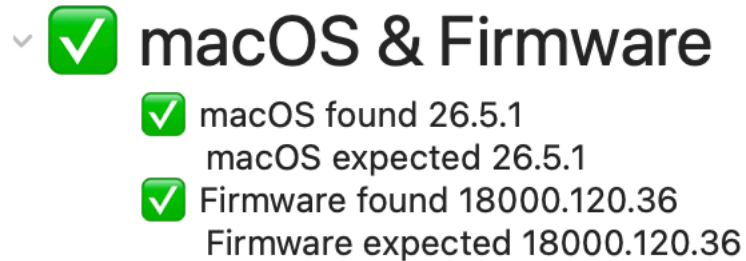 ✅ macOS & Firmware
✅ macOS found 26.5.1
macOS expected 26.5.1
✅ Firmware found 18000.120.36
Firmware expected 18000.120.36